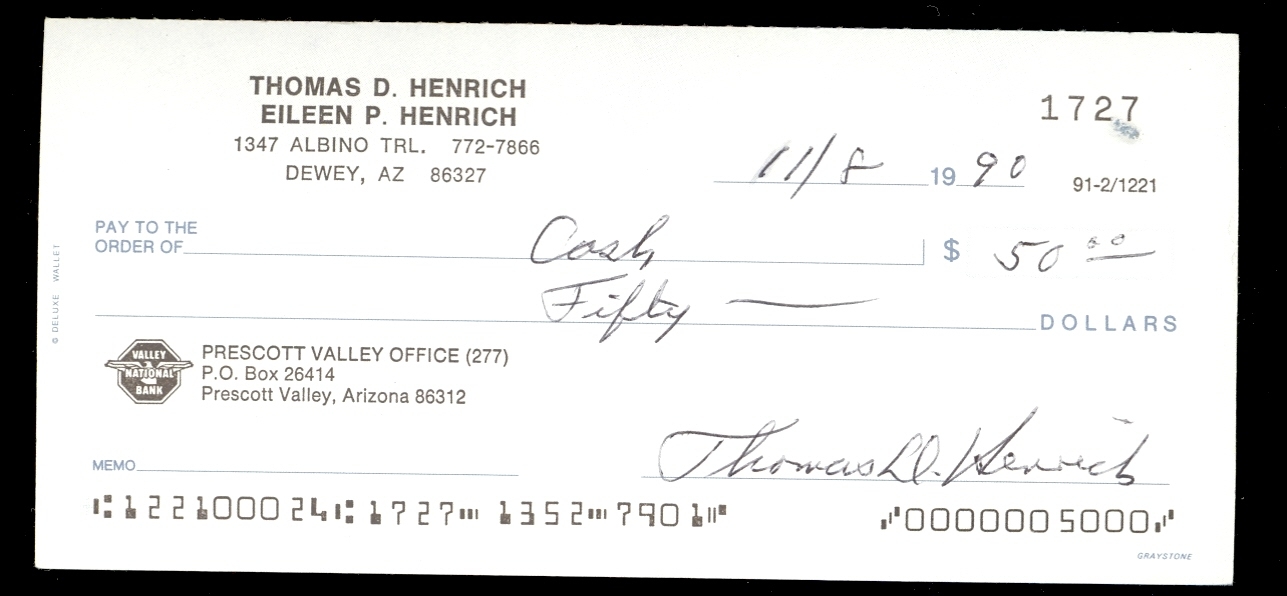 THOMAS D. HENRICH
EILEEN P. HENRICH
1347 ALBINO TRL. 772-7866
DEWEY, AZ 86327
1727
11/8 19 90 91-2/1221
PAY TO THE
ORDER OF Cash $ 50 00
Fifty — DOLLARS
© DELUXE WALLET
VALLEY
NATIONAL
BANK
PRESCOTT VALLEY OFFICE (277)
P.O. Box 26414
Prescott Valley, Arizona 86312
MEMO Thomas D. Henrich
⑆122100024⑆1727⑉1352⑉7901⑈ ⑇0000005000⑇
GRAYSTONE